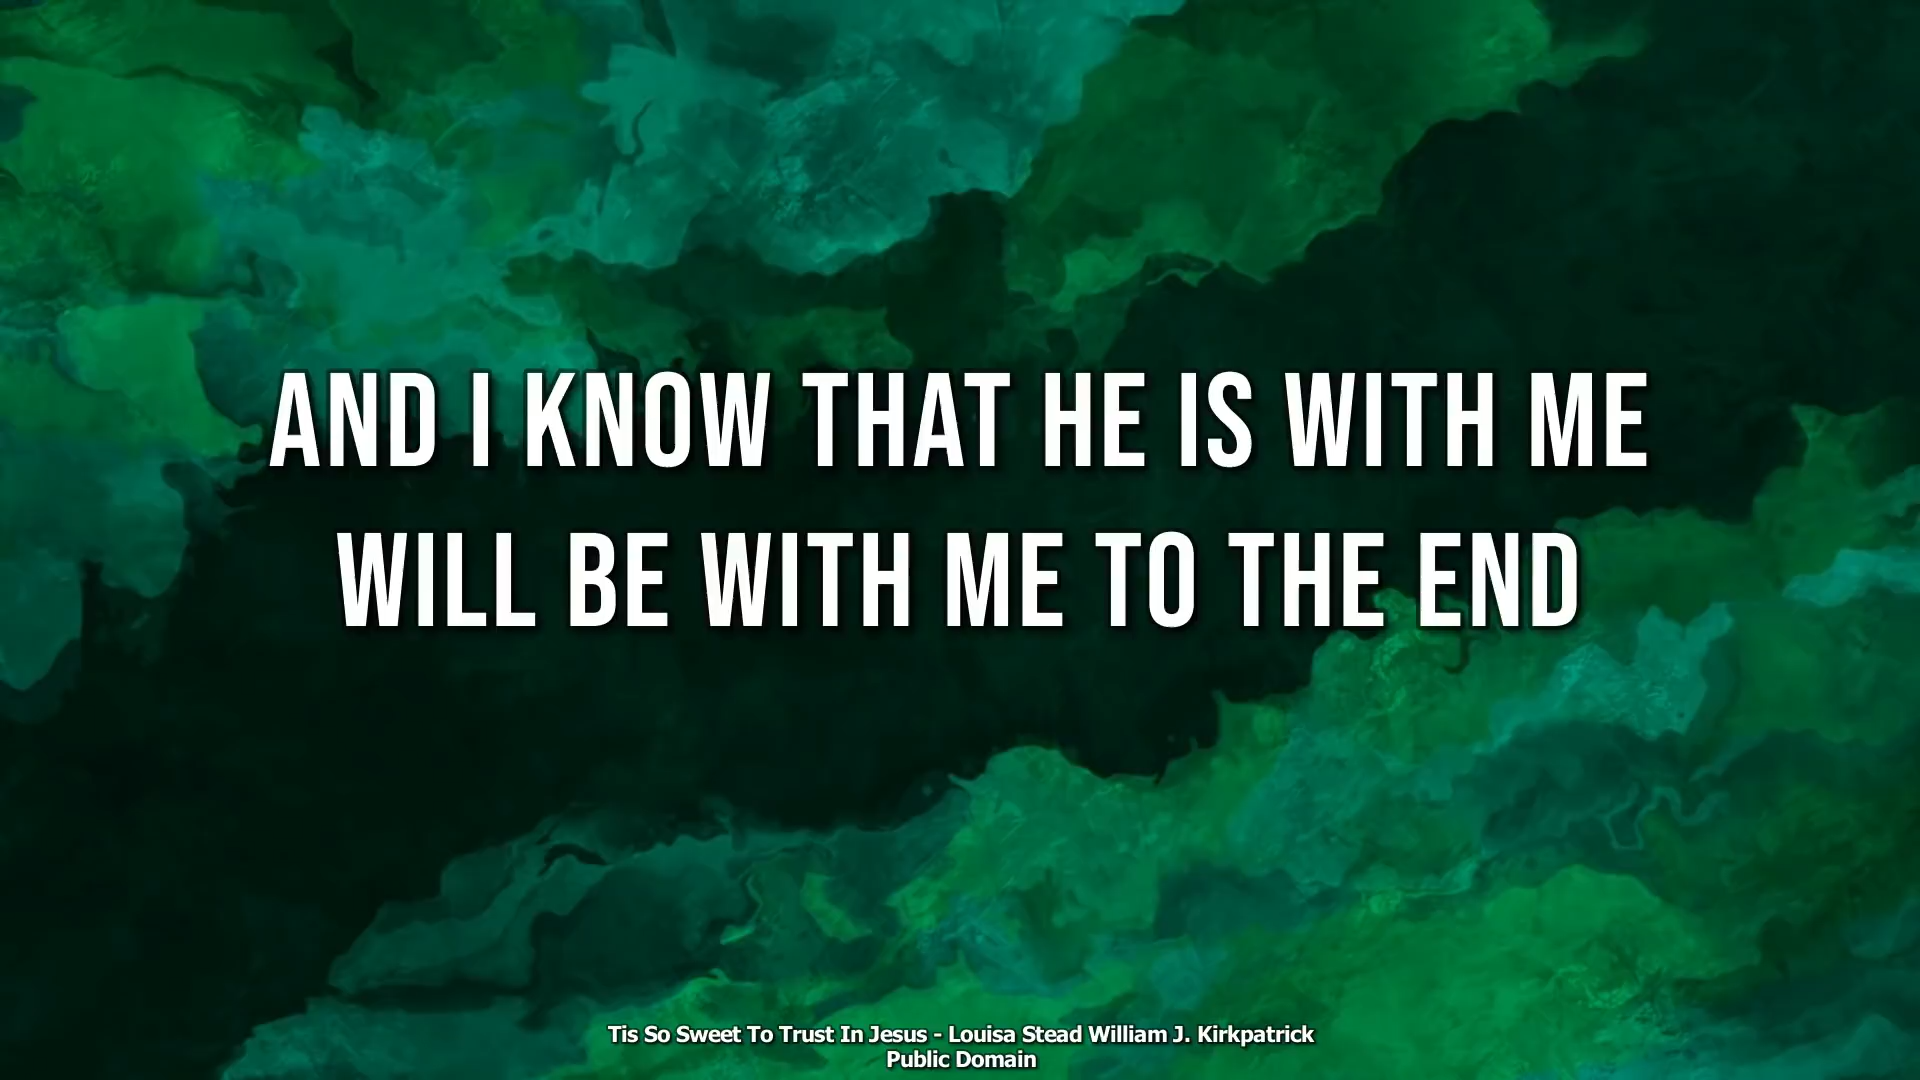 AND I KNOW THAT HE IS WITH ME
WILL BE WITH ME TO THE END
Tis So Sweet To Trust In Jesus - Louisa Stead William J. Kirkpatrick
Public Domain